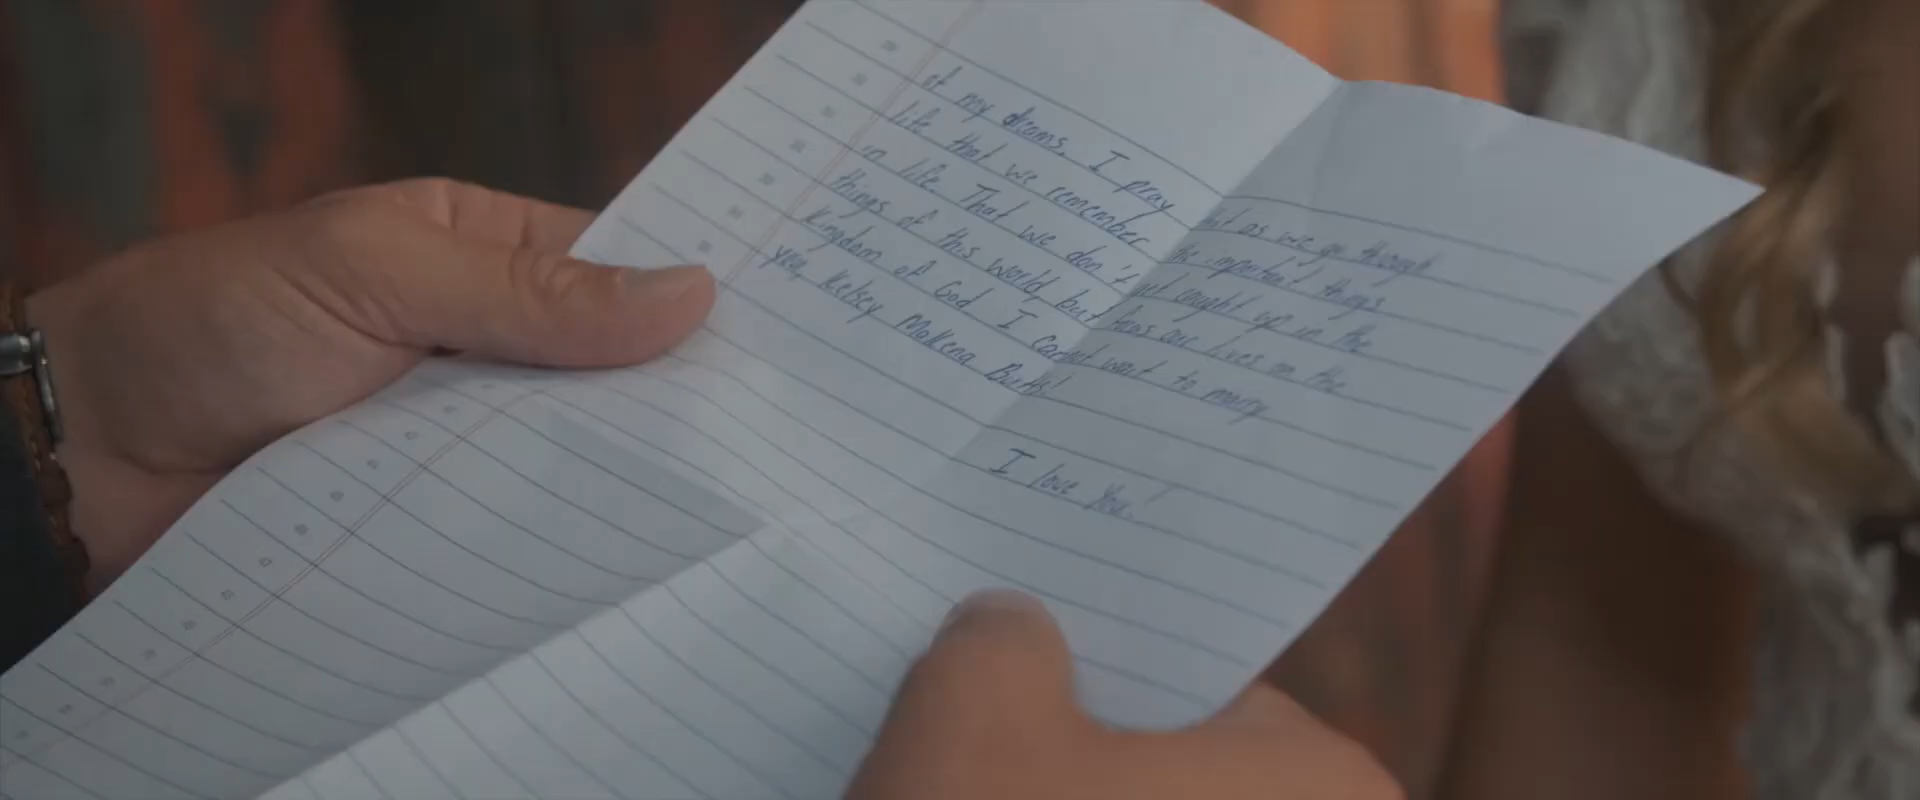 of my dreams. I pray that as we go through
life that we remember the important things
in life. That we don't get caught up in the
things of this world, but focus our lives on the
Kingdom of God. I cannot wait to marry
you, Kelsey Makena Butts!
I love you!